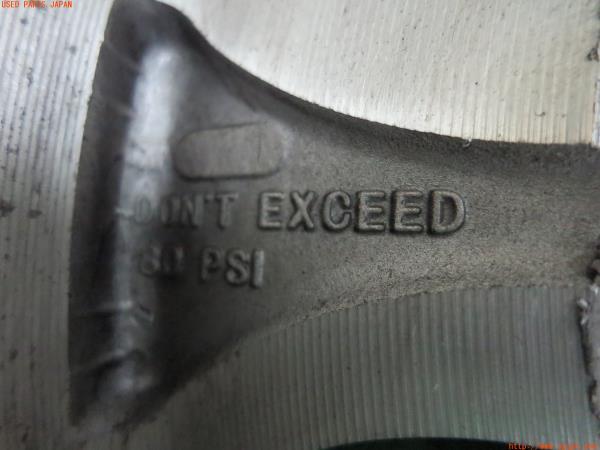 USED PARTS JAPAN
DON'T EXCEED
PSI